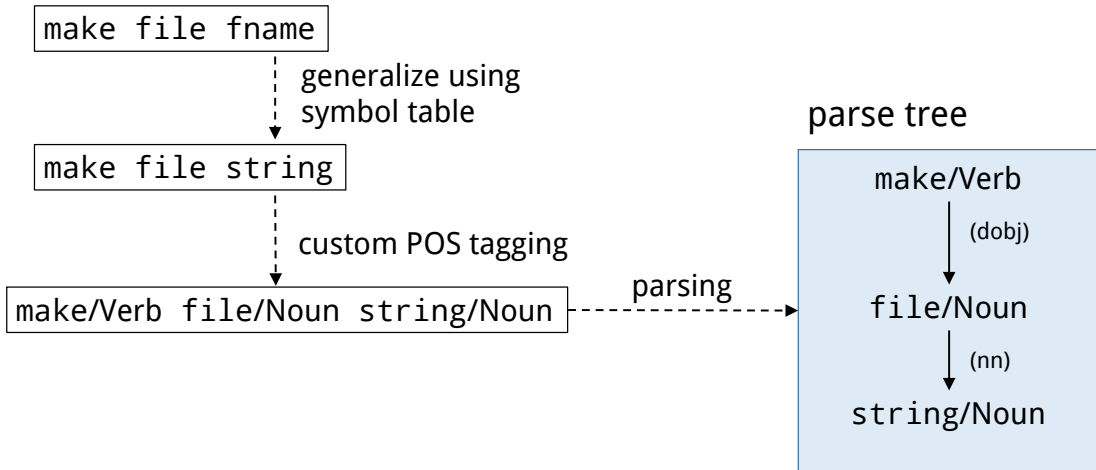 make file fname
generalize using
symbol table
make file string
custom POS tagging
make/Verb file/Noun string/Noun
parsing
parse tree
make/Verb
(dobj)
file/Noun
(nn)
string/Noun